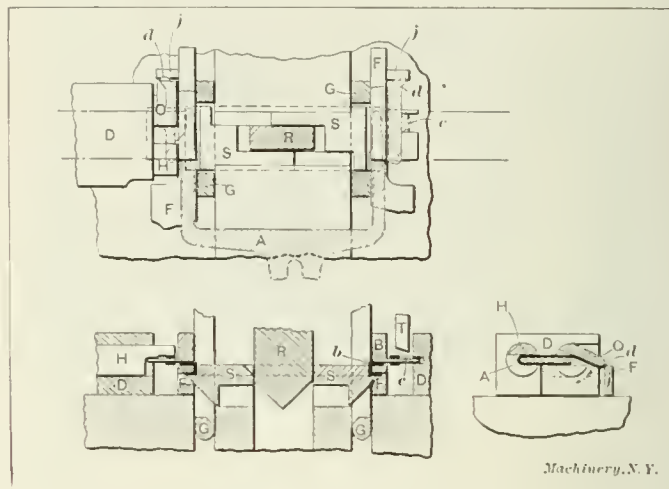 d j F j
G d
O e
D S R
H S
F G
A
H T H
H R b B D O d
S S e D A F
D F F
G G
Machinery, N. Y.